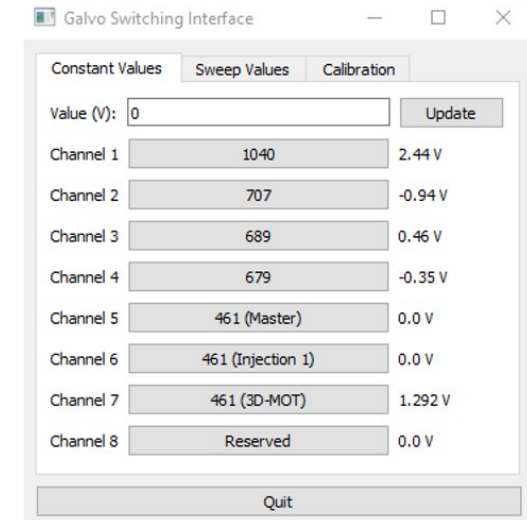 Galvo Switching Interface
Constant Values Sweep Values Calibration
Value (V): 0 Update
Channel 1 1040 2.44 V
Channel 2 707 -0.94 V
Channel 3 689 0.46 V
Channel 4 679 -0.35 V
Channel 5 461 (Master) 0.0 V
Channel 6 461 (Injection 1) 0.0 V
Channel 7 461 (3D-MOT) 1.292 V
Channel 8 Reserved 0.0 V
Quit